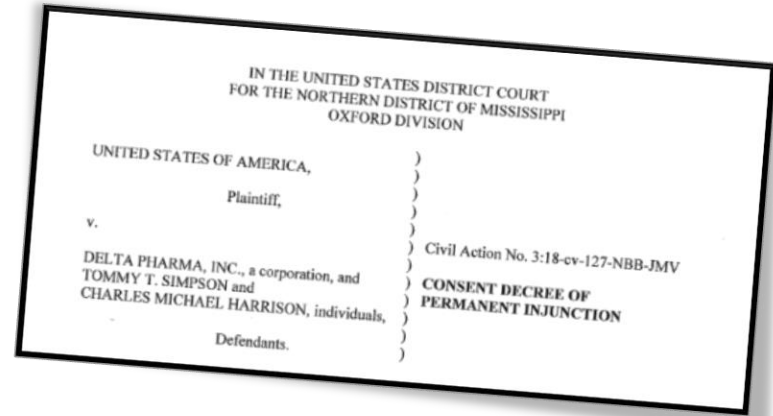 IN THE UNITED STATES DISTRICT COURT
FOR THE NORTHERN DISTRICT OF MISSISSIPPI
OXFORD DIVISION
UNITED STATES OF AMERICA,
Plaintiff,
v.
DELTA PHARMA, INC., a corporation, and
TOMMY T. SIMPSON and
CHARLES MICHAEL HARRISON, individuals,
Defendants.
)
)
)
)
)
)
)
)
)
)
)
)
Civil Action No. 3:18-cv-127-NBB-JMV
CONSENT DECREE OF
PERMANENT INJUNCTION